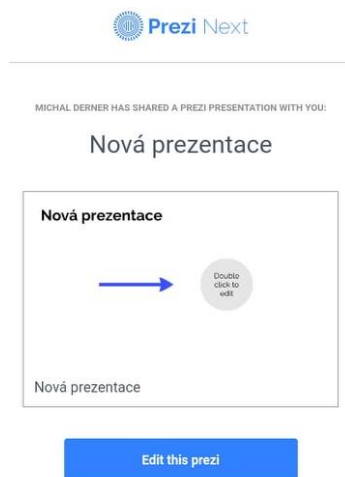 Prezi Next
MICHAL DERNER HAS SHARED A PREZI PRESENTATION WITH YOU:
Nová prezentace
Nová prezentace
Double
click to
edit
Nová prezentace
Edit this prezi